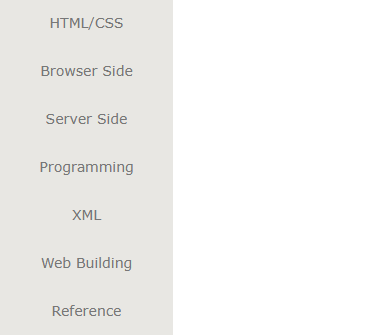 HTML/CSS
Browser Side
Server Side
Programming
XML
Web Building
Reference